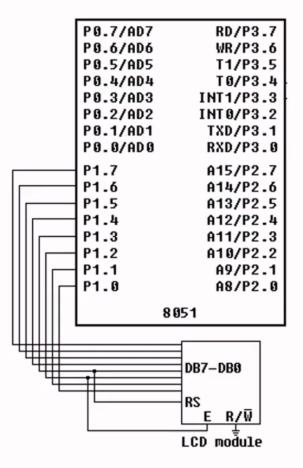 P0.7/AD7 RD/P3.7
P0.6/AD6 WR/P3.6
P0.5/AD5 T1/P3.5
P0.4/AD4 T0/P3.4
P0.3/AD3 INT1/P3.3
P0.2/AD2 INT0/P3.2
P0.1/AD1 TXD/P3.1
P0.0/AD0 RXD/P3.0
P1.7 A15/P2.7
P1.6 A14/P2.6
P1.5 A13/P2.5
P1.4 A12/P2.4
P1.3 A11/P2.3
P1.2 A10/P2.2
P1.1 A9/P2.1
P1.0 A8/P2.0
8051
DB7-DB0
RS
E R/W̅
LCD module